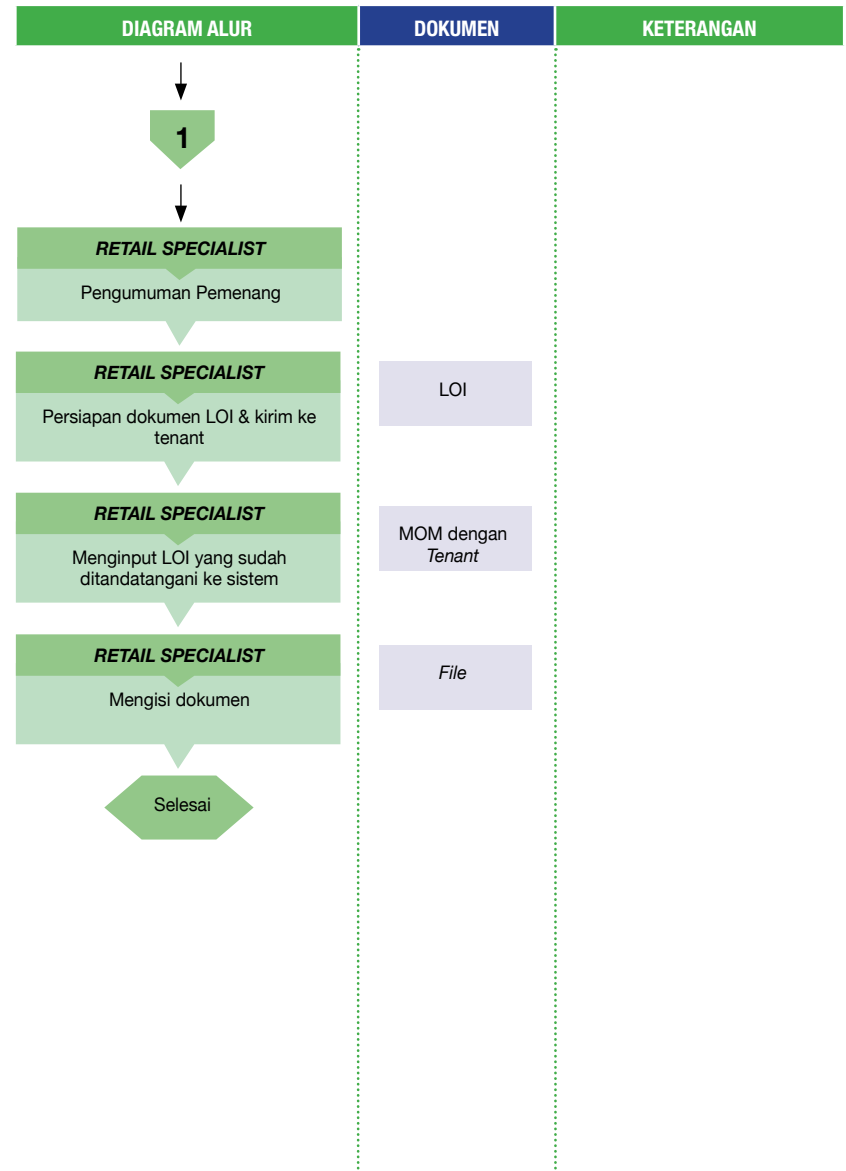 DIAGRAM ALUR
DOKUMEN
KETERANGAN
1
RETAIL SPECIALIST
Pengumuman Pemenang
RETAIL SPECIALIST
Persiapan dokumen LOI & kirim ke
tenant
LOI
RETAIL SPECIALIST
Menginput LOI yang sudah
ditandatangani ke sistem
MOM dengan
Tenant
RETAIL SPECIALIST
Mengisi dokumen
File
Selesai